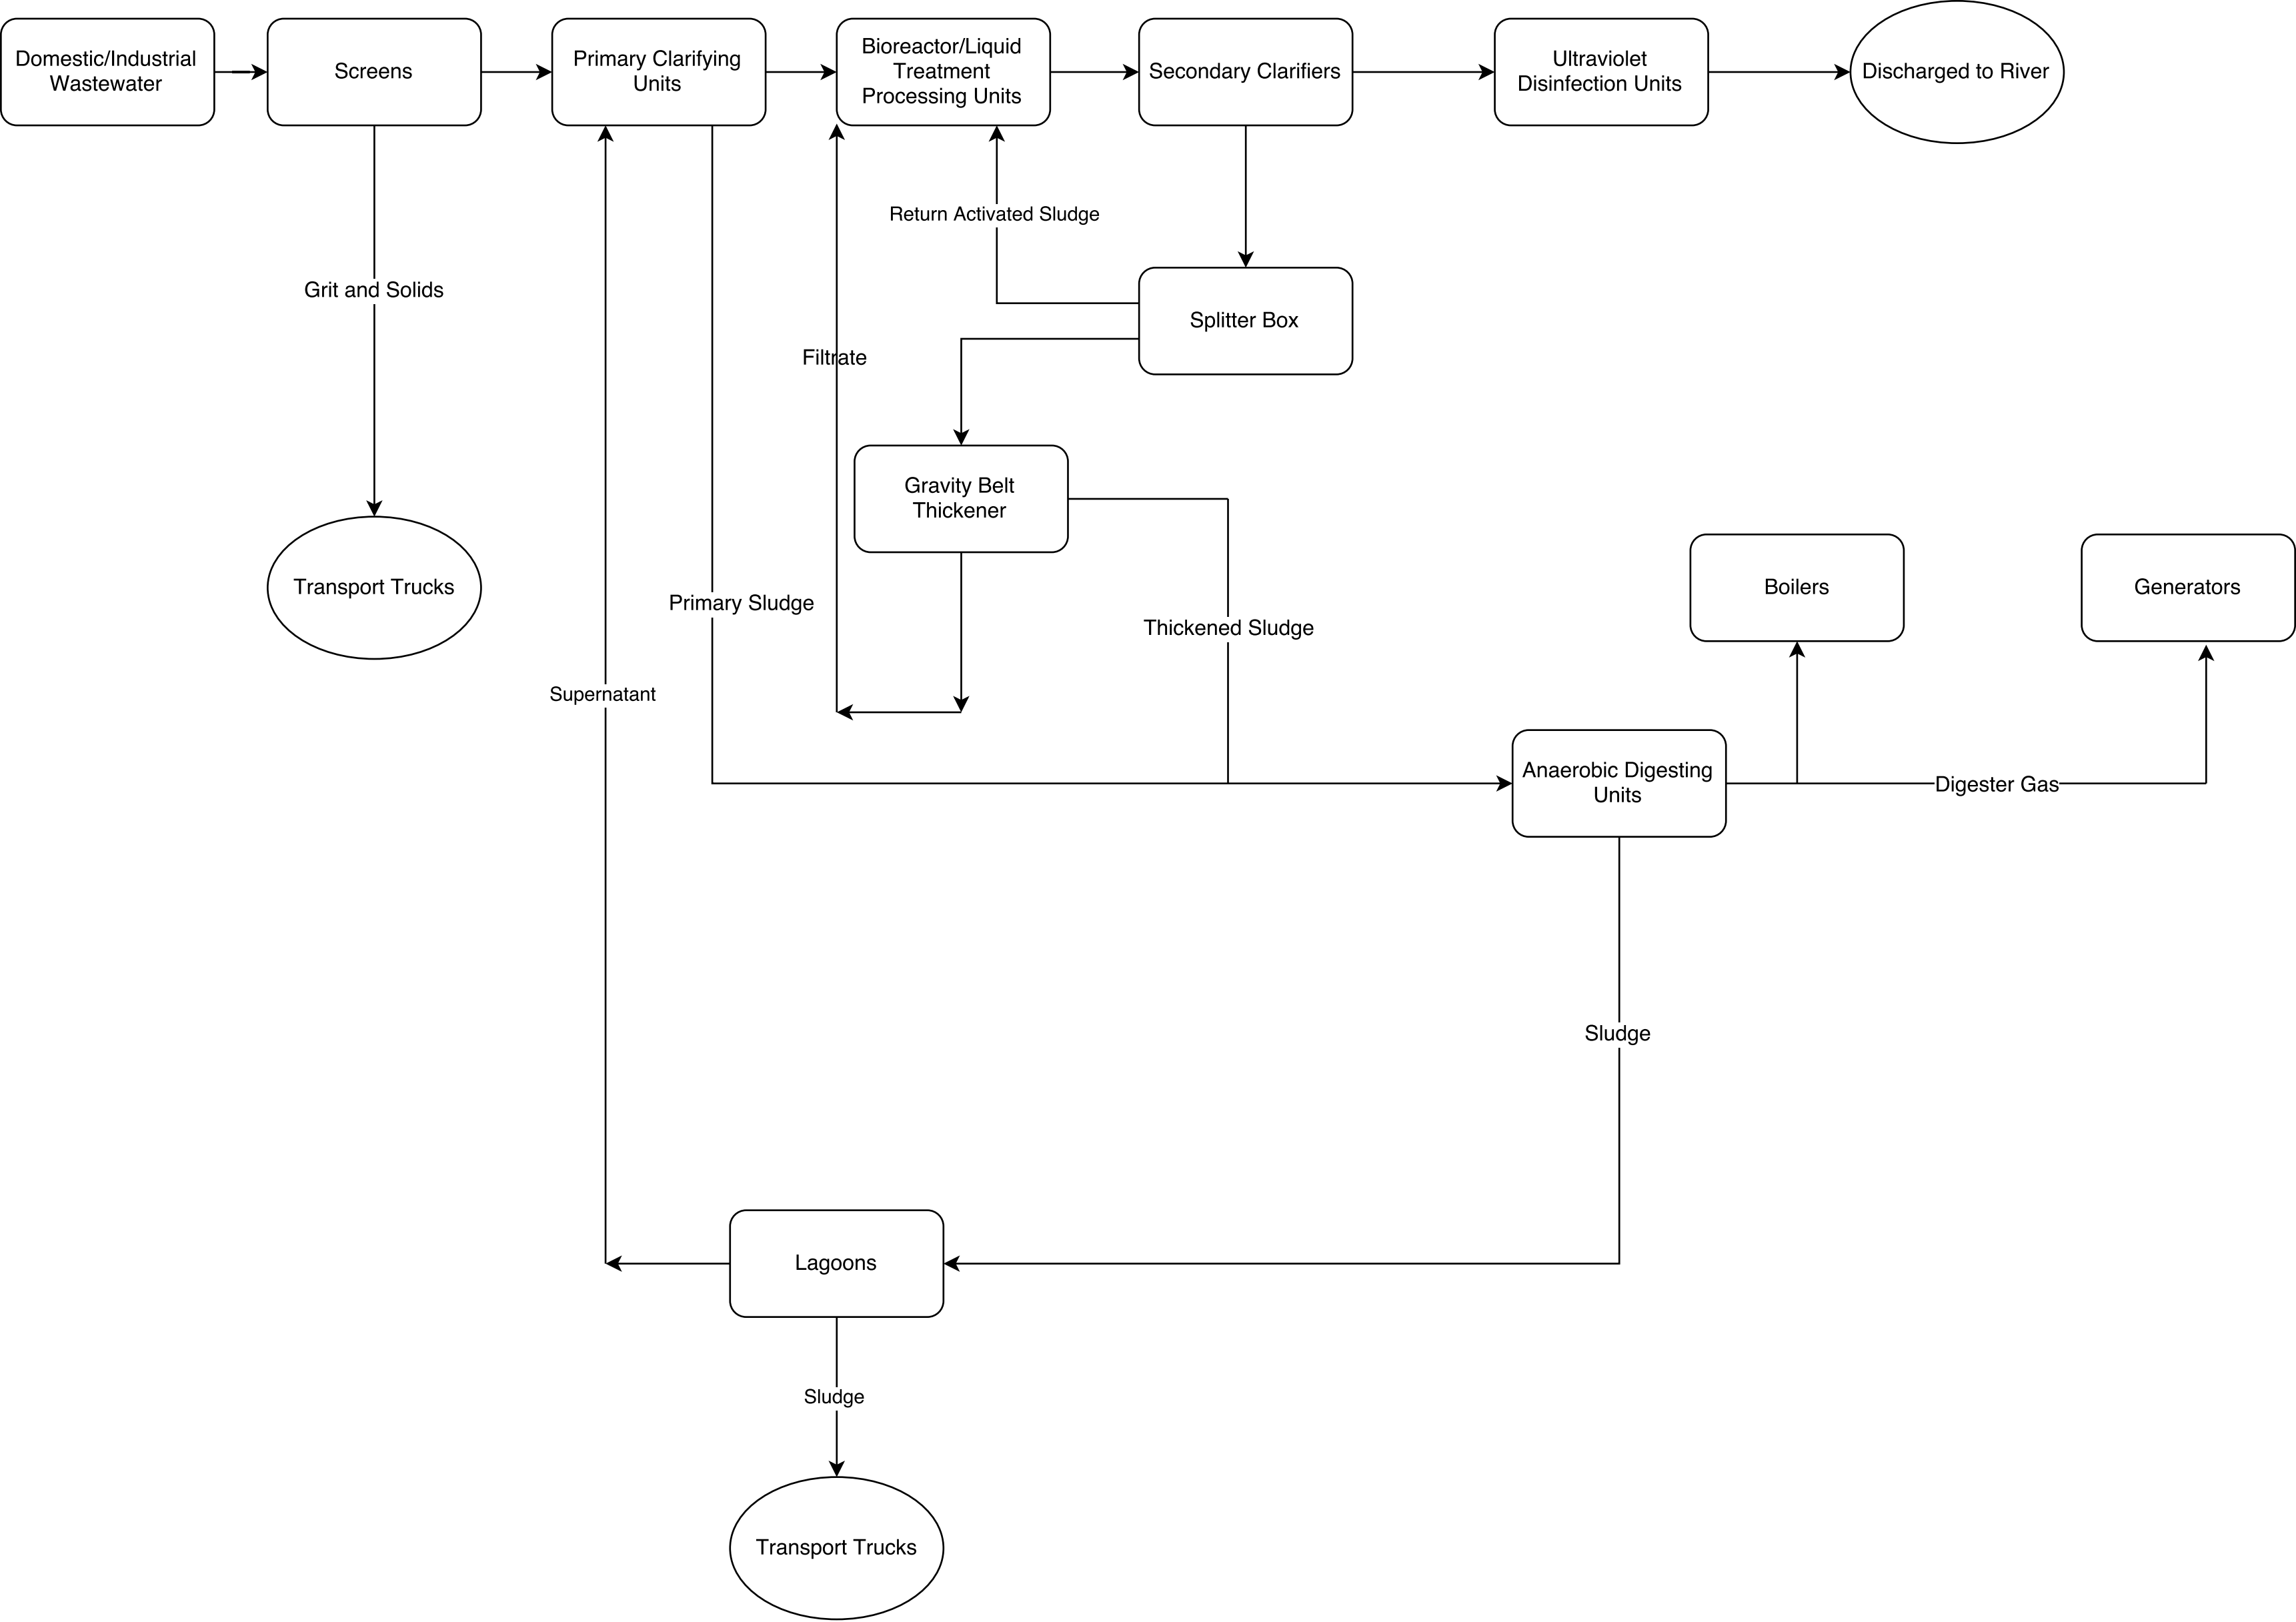 Domestic/Industrial
Wastewater
Screens
Primary Clarifying
Units
Bioreactor/Liquid
Treatment
Processing Units
Secondary Clarifiers
Ultraviolet
Disinfection Units
Discharged to River
Return Activated Sludge
Grit and Solids
Splitter Box
Filtrate
Gravity Belt
Thickener
Transport Trucks
Primary Sludge
Thickened Sludge
Boilers
Generators
Supernatant
Anaerobic Digesting
Units
Digester Gas
Sludge
Lagoons
Sludge
Transport Trucks